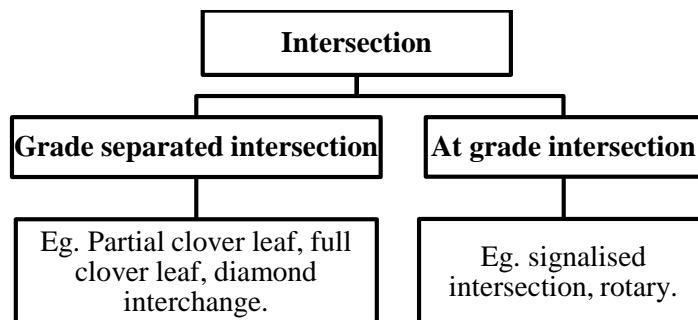 Intersection
Grade separated intersection
At grade intersection
Eg. Partial clover leaf, full
clover leaf, diamond
interchange.
Eg. signalised
intersection, rotary.